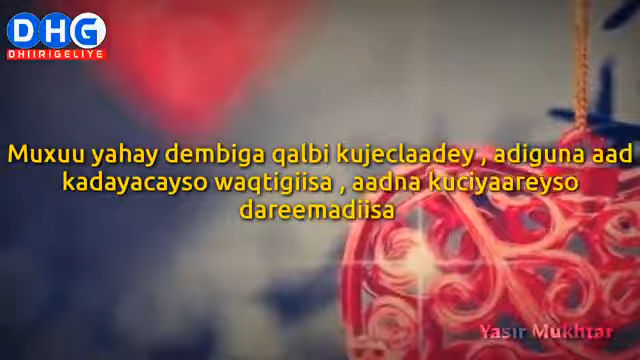 DHG
DHIIRIGELIYE
Muxuu yahay dembiga qalbi kujeclaadey , adiguna aad
kadayacayso waqtigiisa , aadna kuciyaareyso
dareemadiisa
Yasir Mukhtar